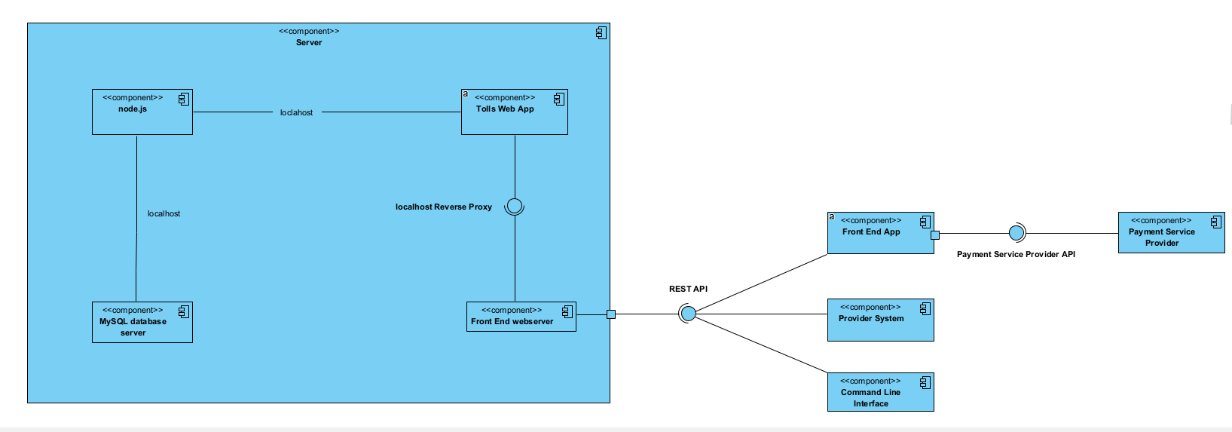 <<component>>
Server
<<component>>
node.js
loclahost
a
<<component>>
Tolls Web App
localhost
localhost Reverse Proxy
<<component>>
MySQL database
server
<<component>>
Front End webserver
REST API
a
<<component>>
Front End App
Payment Service Provider API
<<component>>
Payment Service
Provider
<<component>>
Provider System
<<component>>
Command Line
Interface